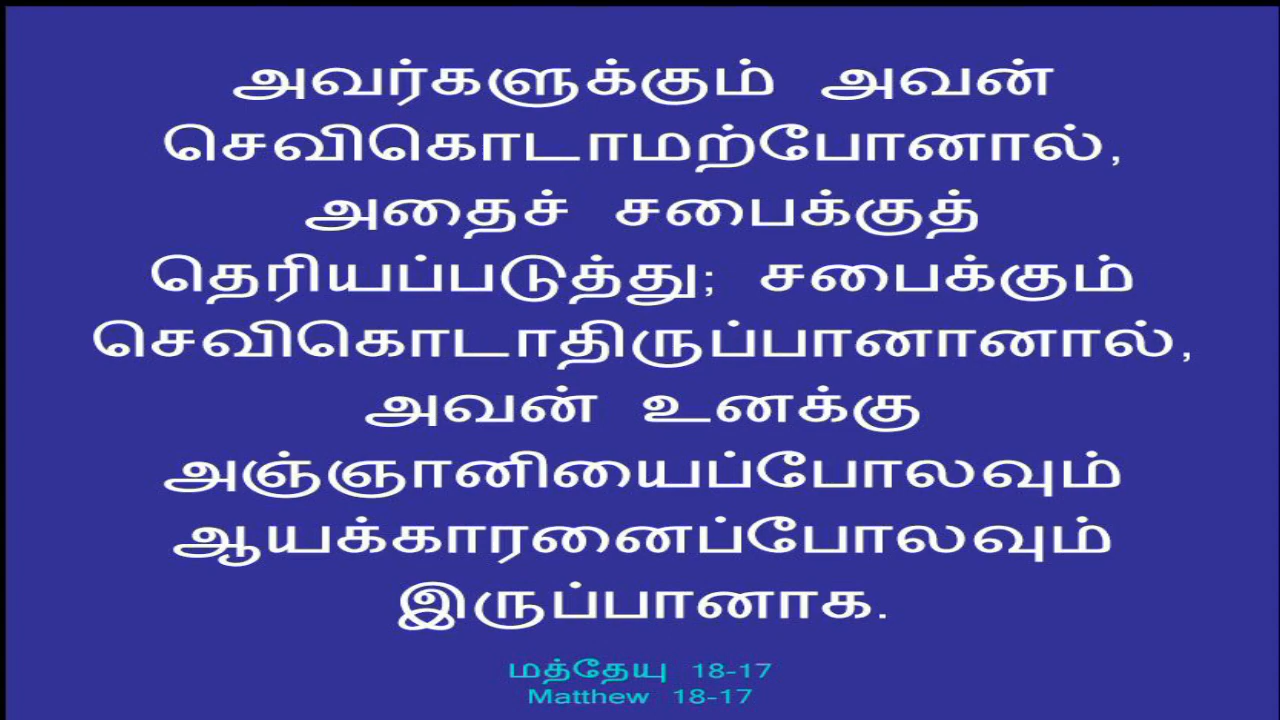 அவர்களுக்கும் அவன்
செவிகொடாமற்போனால்,
அதைச் சபைக்குத்
தெரியப்படுத்து; சபைக்கும்
செவிகொடாதிருப்பானானால்,
அவன் உனக்கு
அஞ்ஞானியைப்போலவும்
ஆயக்காரனைப்போலவும்
இருப்பானாக.
மத்தேயு 18-17
Matthew 18-17